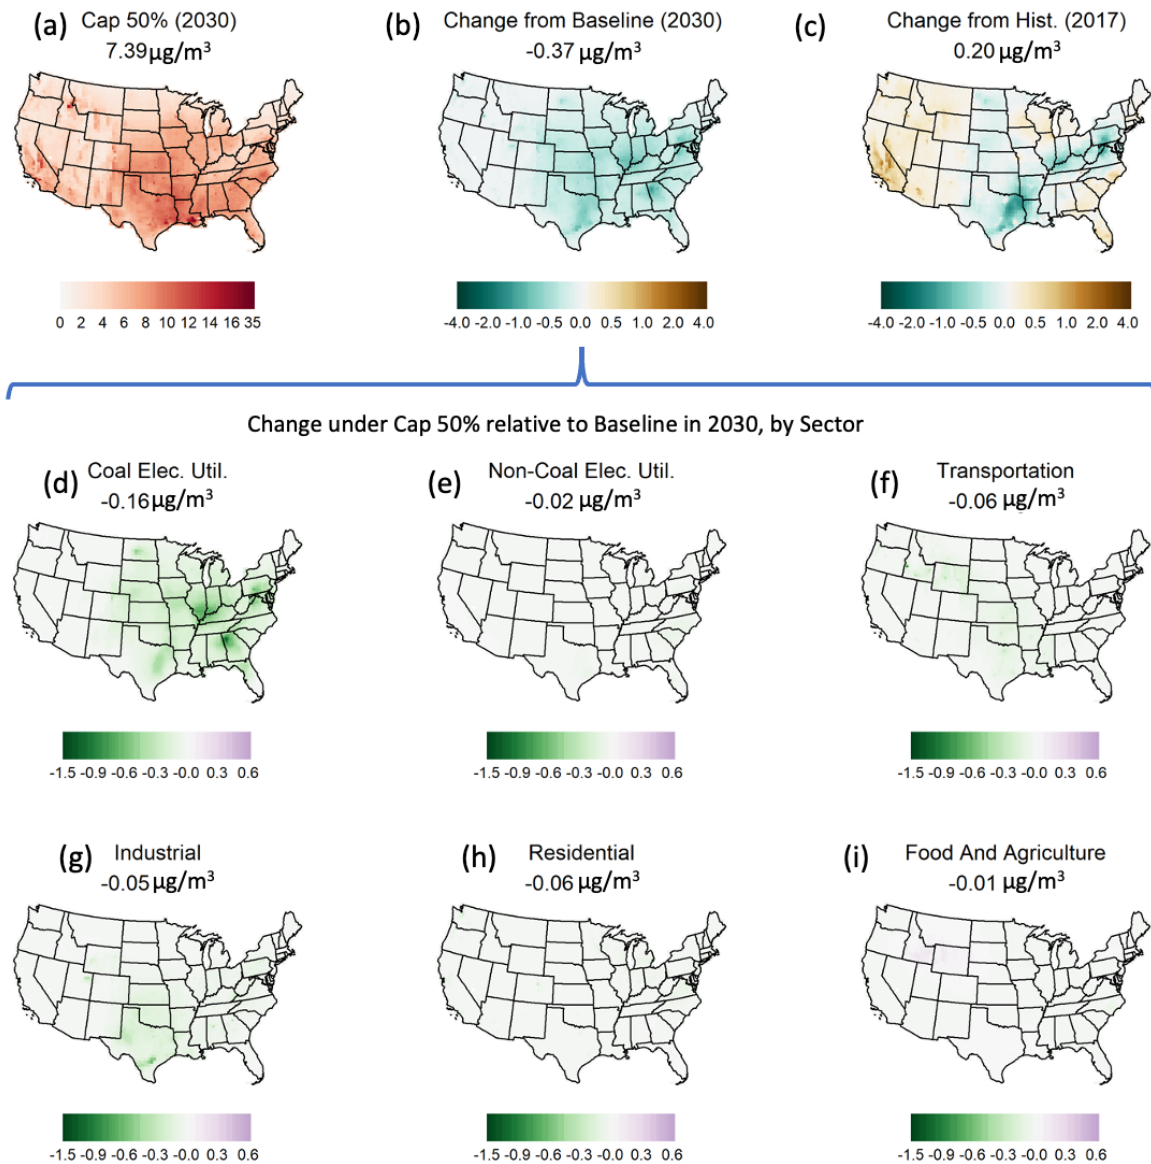 (a) Cap 50% (2030)
7.39 µg/m³
(b) Change from Baseline (2030)
-0.37 µg/m³
(c) Change from Hist. (2017)
0.20 µg/m³
0 2 4 6 8 10 12 14 16 35
-4.0 -2.0 -1.0 -0.5 0.0 0.5 1.0 2.0 4.0
-4.0 -2.0 -1.0 -0.5 0.0 0.5 1.0 2.0 4.0
Change under Cap 50% relative to Baseline in 2030, by Sector
(d) Coal Elec. Util.
-0.16 µg/m³
(e) Non-Coal Elec. Util.
-0.02 µg/m³
(f) Transportation
-0.06 µg/m³
-1.5 -0.9 -0.6 -0.3 -0.0 0.3 0.6
-1.5 -0.9 -0.6 -0.3 -0.0 0.3 0.6
-1.5 -0.9 -0.6 -0.3 -0.0 0.3 0.6
(g) Industrial
-0.05 µg/m³
(h) Residential
-0.06 µg/m³
(i) Food And Agriculture
-0.01 µg/m³
-1.5 -0.9 -0.6 -0.3 -0.0 0.3 0.6
-1.5 -0.9 -0.6 -0.3 -0.0 0.3 0.6
-1.5 -0.9 -0.6 -0.3 -0.0 0.3 0.6